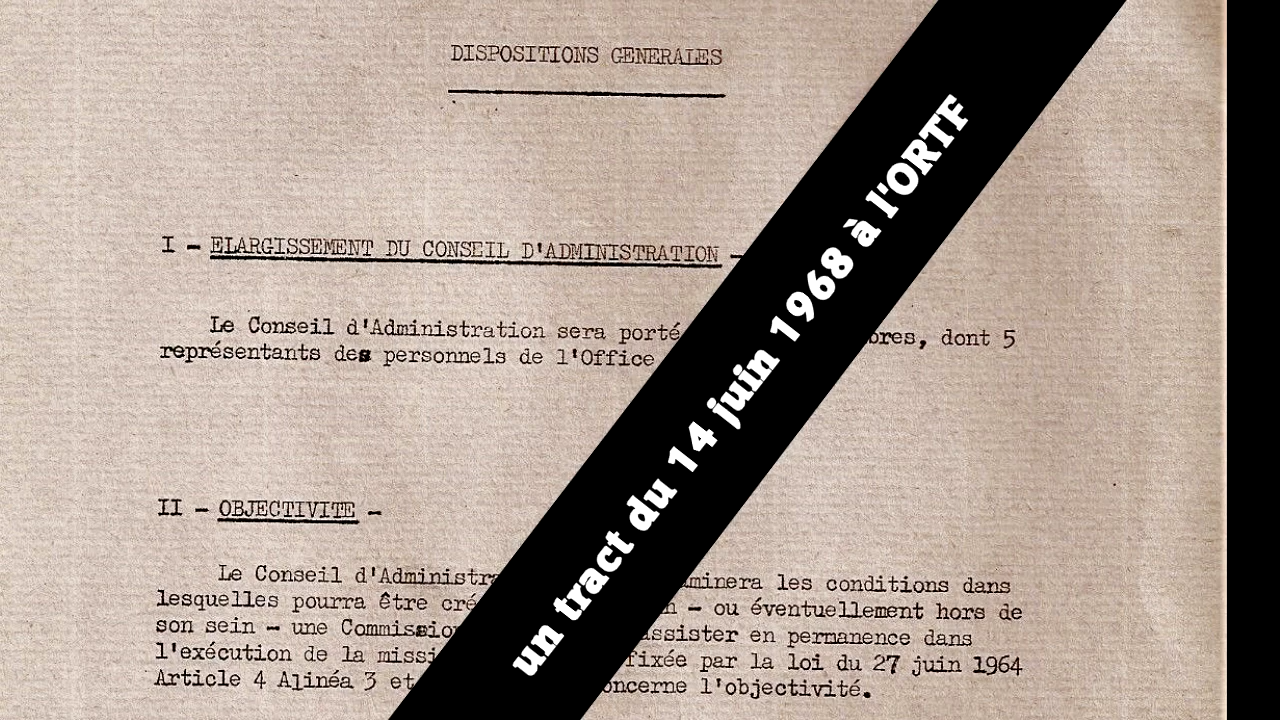 DISPOSITIONS GENERALES
I - ELARGISSEMENT DU CONSEIL D'ADMINISTRATION -
Le Conseil d'Administration sera porté dont 5
représentants des personnels de l'Office
II - OBJECTIVITE -
Le Conseil d'Administra minera les conditions dans
lesquelles pourra être cré - ou éventuellement hors de
son sein - une Commission assister en permanence dans
l'exécution de la missi fixée par la loi du 27 juin 1964
Article 4 Alinéa 3 et oncerne l'objectivité.
un tract du 14 juin 1968 à l'ORTF